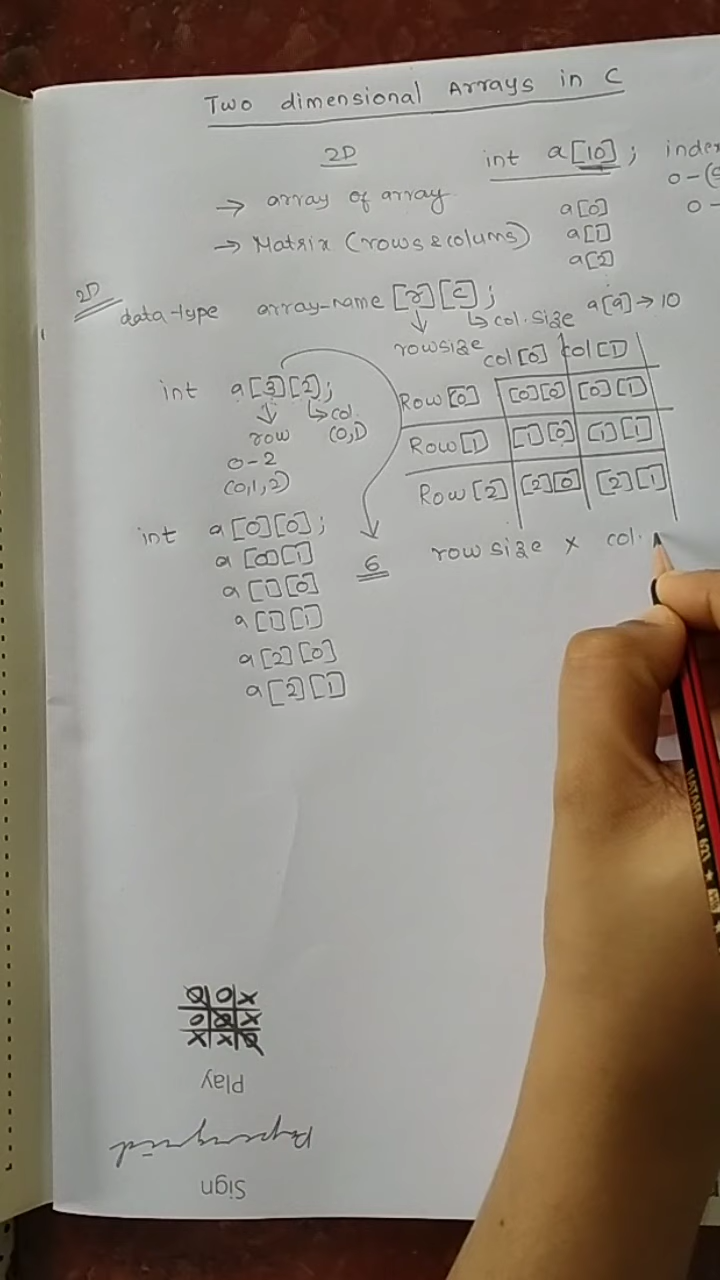 Two dimensional Arrays in C
2D
int a[10]; index
→ array of array
a[0]
0-
→ Matrix (rows & colums)
a[1]
a[2]
2D
data-type array-name [r][c];
a[9] → 10
rowsize
col.size
int a[3][2];
row
0-2
(0,1,2)
col
(0,1)
col[0] col[1]
Row[0] [0][0] [0][1]
Row[1] [1][0] [1][1]
Row[2] [2][0] [2][1]
int a[0][0];
a[0][1]
a[1][0]
a[1][1]
a[2][0]
a[2][1]
6
row size × col.
Play
Sign
NATARAJ 621